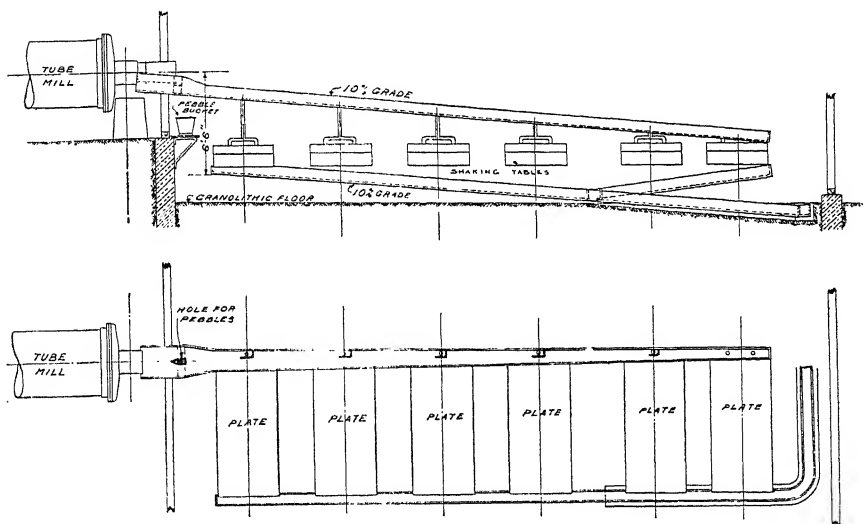 TUBE
MILL
PEBBLE
BUCKET
6'6"
10% GRADE
SHAKING TABLES
10% GRADE
GRANOLITHIC FLOOR
HOLE FOR
PEBBLES
TUBE
MILL
PLATE
PLATE
PLATE
PLATE
PLATE
PLATE